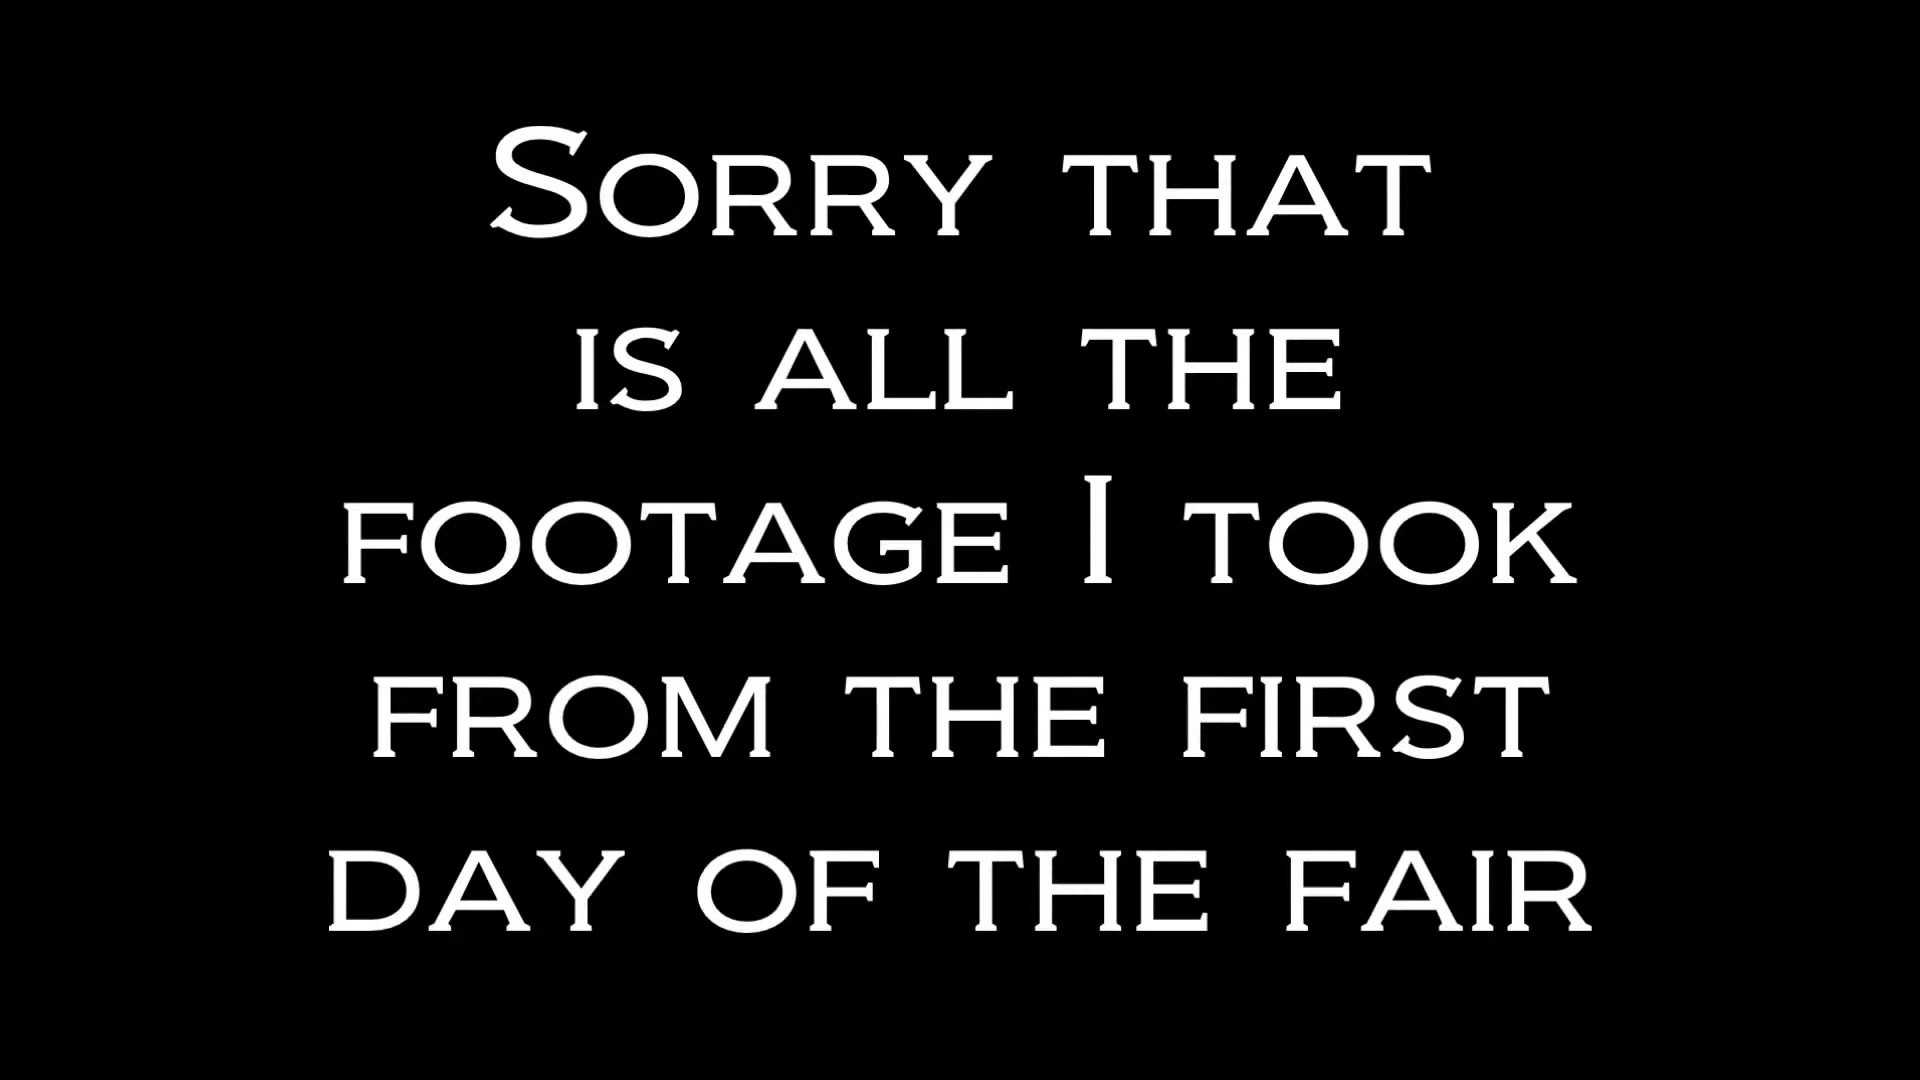 Sorry that
is all the
footage I took
from the first
day of the fair